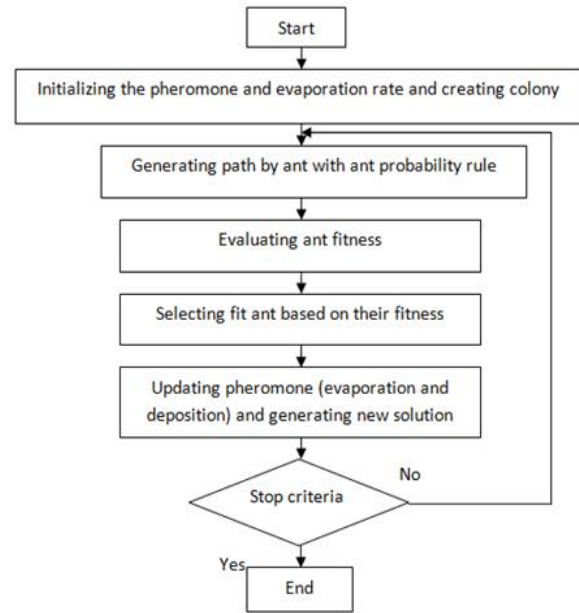 Start
Initializing the pheromone and evaporation rate and creating colony
Generating path by ant with ant probability rule
Evaluating ant fitness
Selecting fit ant based on their fitness
Updating pheromone (evaporation and
deposition) and generating new solution
No
Stop criteria
Yes
End